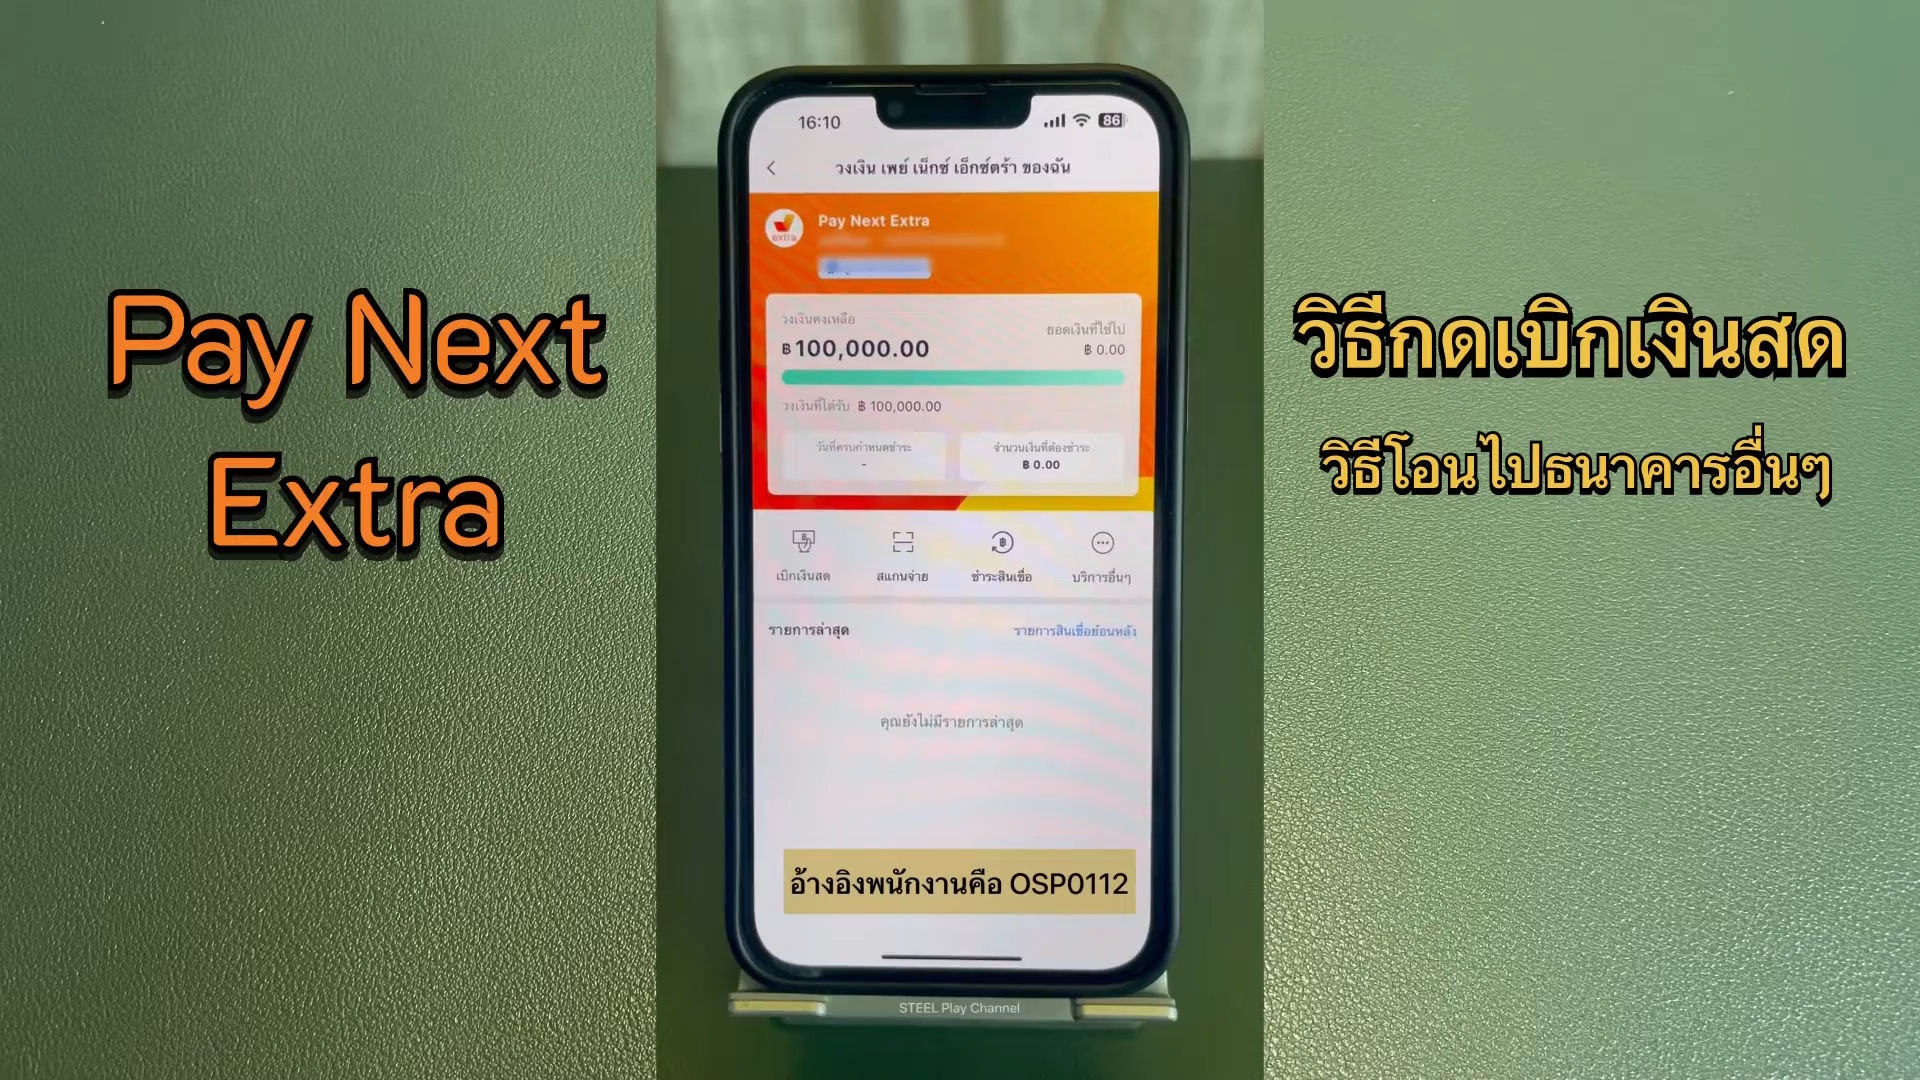 Pay Next
Extra
16:10
86
วงเงิน เพย์ เน็กซ์ เอ็กซ์ตร้า ของฉัน
extra
Pay Next Extra
วงเงินคงเหลือ
฿100,000.00
ยอดเงินที่ใช้ไป
฿ 0.00
วงเงินที่ได้รับ ฿ 100,000.00
วันที่ครบกำหนดชำระ
-
จำนวนเงินที่ต้องชำระ
฿ 0.00
เบิกเงินสด
สแกนจ่าย
ชำระสินเชื่อ
บริการอื่นๆ
รายการล่าสุด
รายการสินเชื่อย้อนหลัง
คุณยังไม่มีรายการล่าสุด
อ้างอิงพนักงานคือ OSP0112
STEEL Play Channel
วิธีกดเบิกเงินสด
วิธีโอนไปธนาคารอื่นๆ